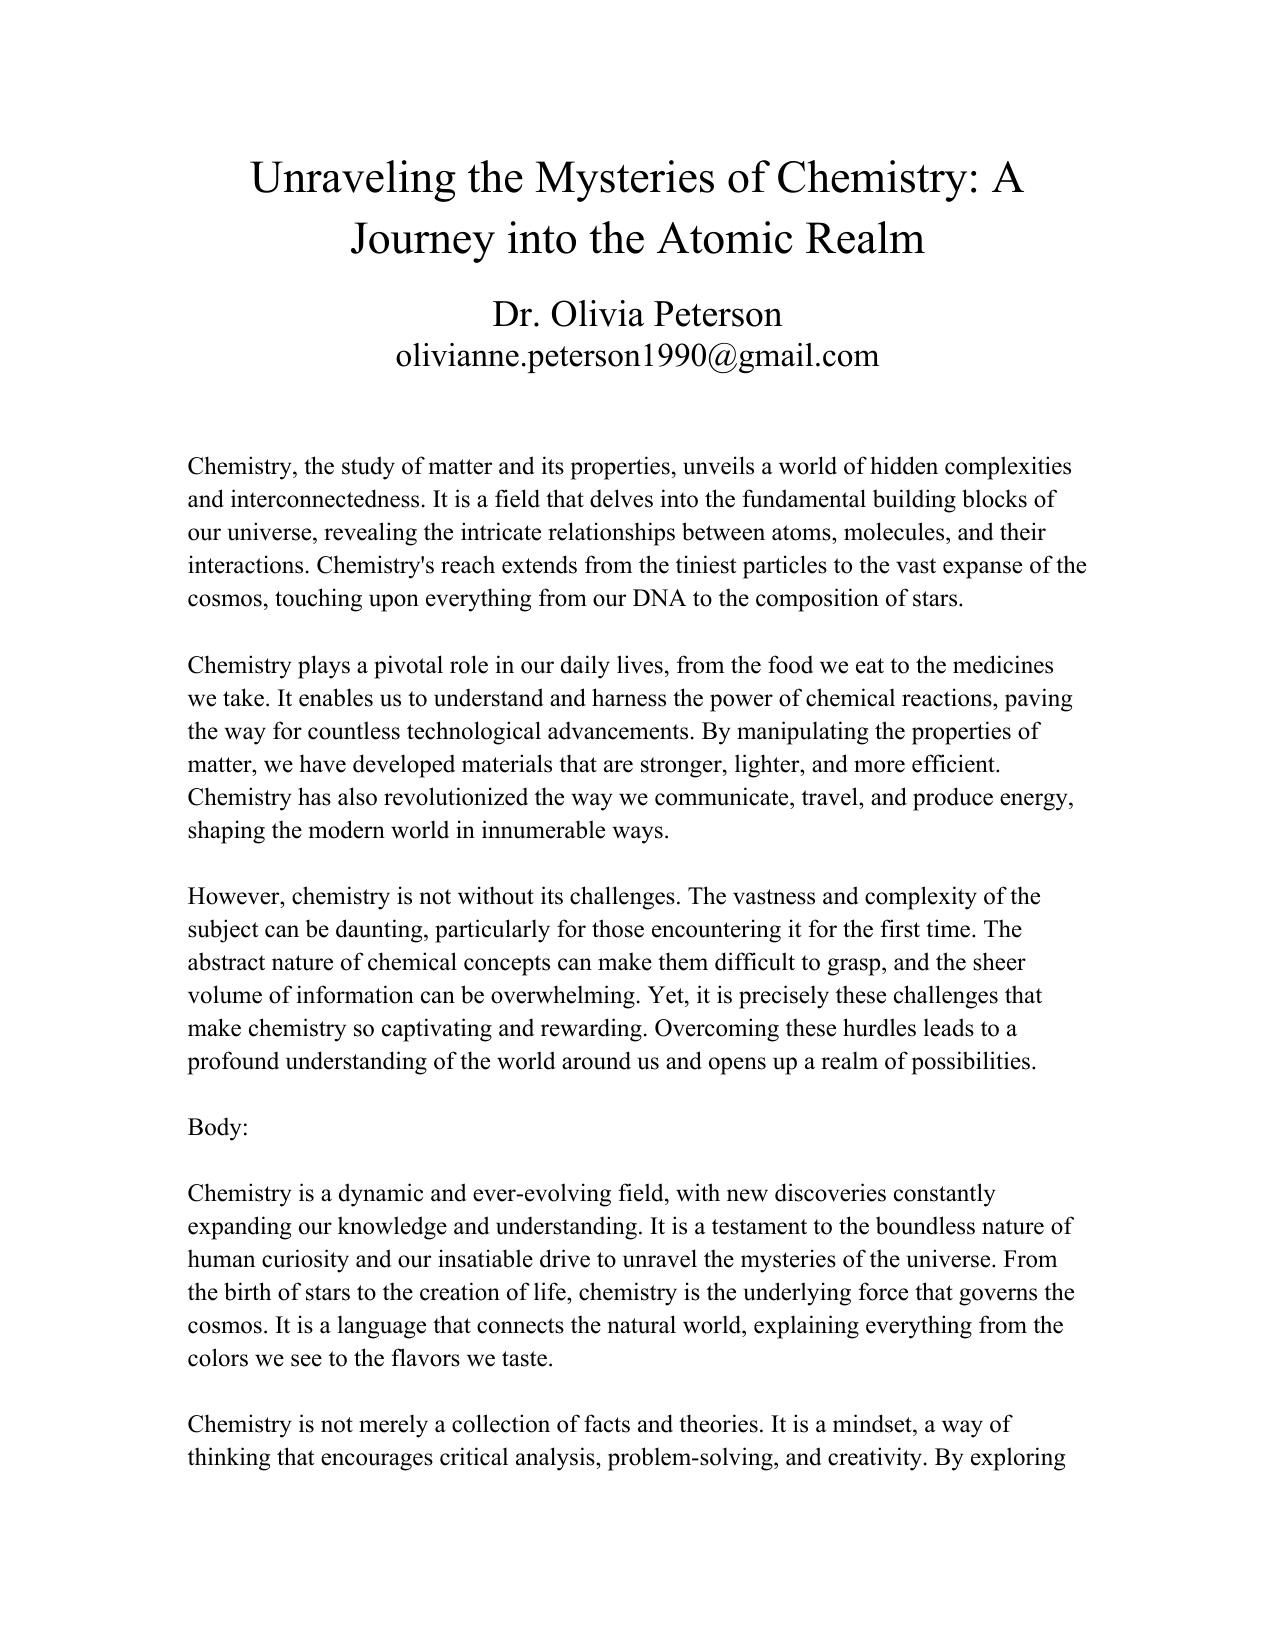 Unraveling the Mysteries of Chemistry: A
Journey into the Atomic Realm
Dr. Olivia Peterson
olivianne.peterson1990@gmail.com
Chemistry, the study of matter and its properties, unveils a world of hidden complexities
and interconnectedness. It is a field that delves into the fundamental building blocks of
our universe, revealing the intricate relationships between atoms, molecules, and their
interactions. Chemistry's reach extends from the tiniest particles to the vast expanse of the
cosmos, touching upon everything from our DNA to the composition of stars.
Chemistry plays a pivotal role in our daily lives, from the food we eat to the medicines
we take. It enables us to understand and harness the power of chemical reactions, paving
the way for countless technological advancements. By manipulating the properties of
matter, we have developed materials that are stronger, lighter, and more efficient.
Chemistry has also revolutionized the way we communicate, travel, and produce energy,
shaping the modern world in innumerable ways.
However, chemistry is not without its challenges. The vastness and complexity of the
subject can be daunting, particularly for those encountering it for the first time. The
abstract nature of chemical concepts can make them difficult to grasp, and the sheer
volume of information can be overwhelming. Yet, it is precisely these challenges that
make chemistry so captivating and rewarding. Overcoming these hurdles leads to a
profound understanding of the world around us and opens up a realm of possibilities.
Body:
Chemistry is a dynamic and ever-evolving field, with new discoveries constantly
expanding our knowledge and understanding. It is a testament to the boundless nature of
human curiosity and our insatiable drive to unravel the mysteries of the universe. From
the birth of stars to the creation of life, chemistry is the underlying force that governs the
cosmos. It is a language that connects the natural world, explaining everything from the
colors we see to the flavors we taste.
Chemistry is not merely a collection of facts and theories. It is a mindset, a way of
thinking that encourages critical analysis, problem-solving, and creativity. By exploring